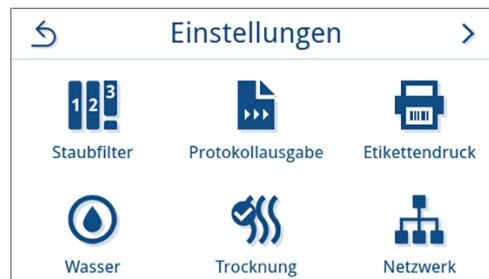 Einstellungen
1 2 3
Staubfilter Protokollausgabe Etikettendruck
Wasser Trocknung Netzwerk